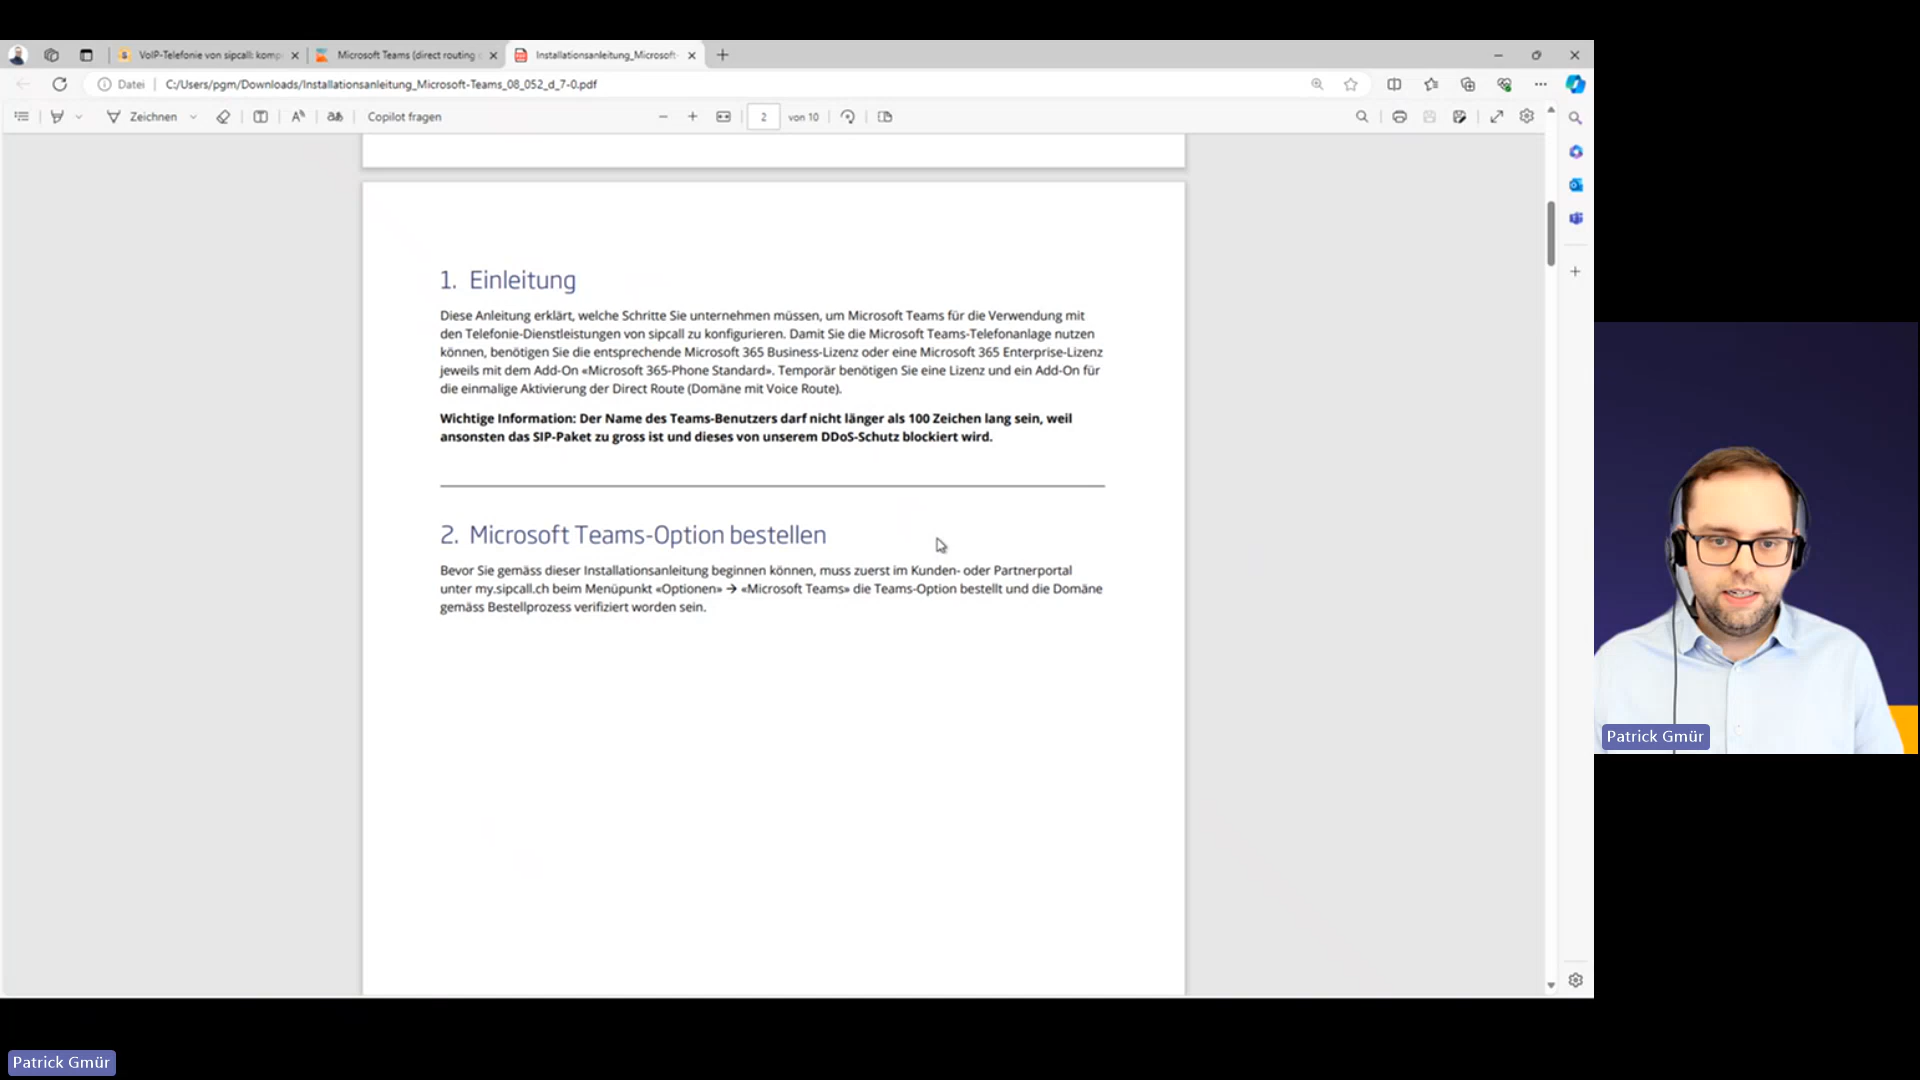 VoIP-Telefonie von sipcall: komp
Microsoft Teams (direct routing
Installationsanleitung_Microsoft-
Datei
C:/Users/pgm/Downloads/Installationsanleitung_Microsoft-Teams_08_052_d_7-0.pdf
Zeichnen
Copilot fragen
2
von 10
1. Einleitung
Diese Anleitung erklärt, welche Schritte Sie unternehmen müssen, um Microsoft Teams für die Verwendung mit
den Telefonie-Dienstleistungen von sipcall zu konfigurieren. Damit Sie die Microsoft Teams-Telefonanlage nutzen
können, benötigen Sie die entsprechende Microsoft 365 Business-Lizenz oder eine Microsoft 365 Enterprise-Lizenz
jeweils mit dem Add-On «Microsoft 365-Phone Standard». Temporär benötigen Sie eine Lizenz und ein Add-On für
die einmalige Aktivierung der Direct Route (Domäne mit Voice Route).
Wichtige Information: Der Name des Teams-Benutzers darf nicht länger als 100 Zeichen lang sein, weil
ansonsten das SIP-Paket zu gross ist und dieses von unserem DDoS-Schutz blockiert wird.
2. Microsoft Teams-Option bestellen
Bevor Sie gemäss dieser Installationsanleitung beginnen können, muss zuerst im Kunden- oder Partnerportal
unter my.sipcall.ch beim Menüpunkt «Optionen» → «Microsoft Teams» die Teams-Option bestellt und die Domäne
gemäss Bestellprozess verifiziert worden sein.
Patrick Gmür
Patrick Gmür